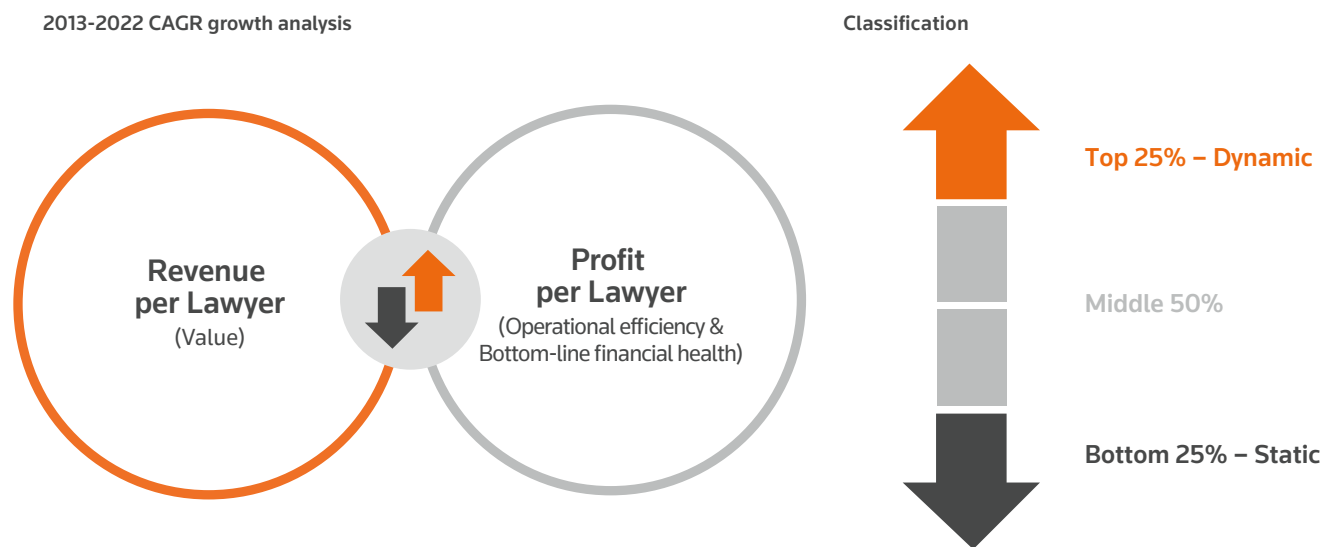 2013-2022 CAGR growth analysis
Classification
Revenue
per Lawyer
(Value)
Profit
per Lawyer
(Operational efficiency &
Bottom-line financial health)
Top 25% – Dynamic
Middle 50%
Bottom 25% – Static